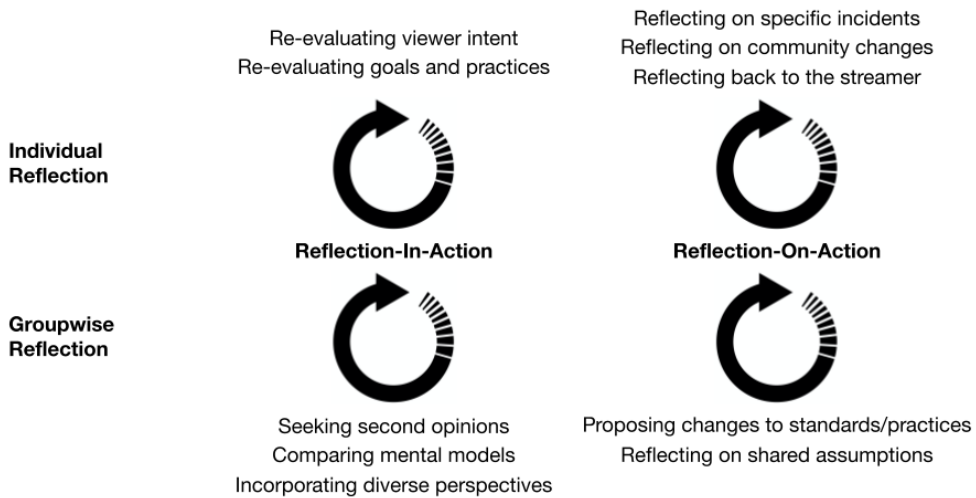 Re-evaluating viewer intent
Re-evaluating goals and practices
Reflecting on specific incidents
Reflecting on community changes
Reflecting back to the streamer
Individual
Reflection
Reflection-In-Action
Reflection-On-Action
Groupwise
Reflection
Seeking second opinions
Comparing mental models
Incorporating diverse perspectives
Proposing changes to standards/practices
Reflecting on shared assumptions